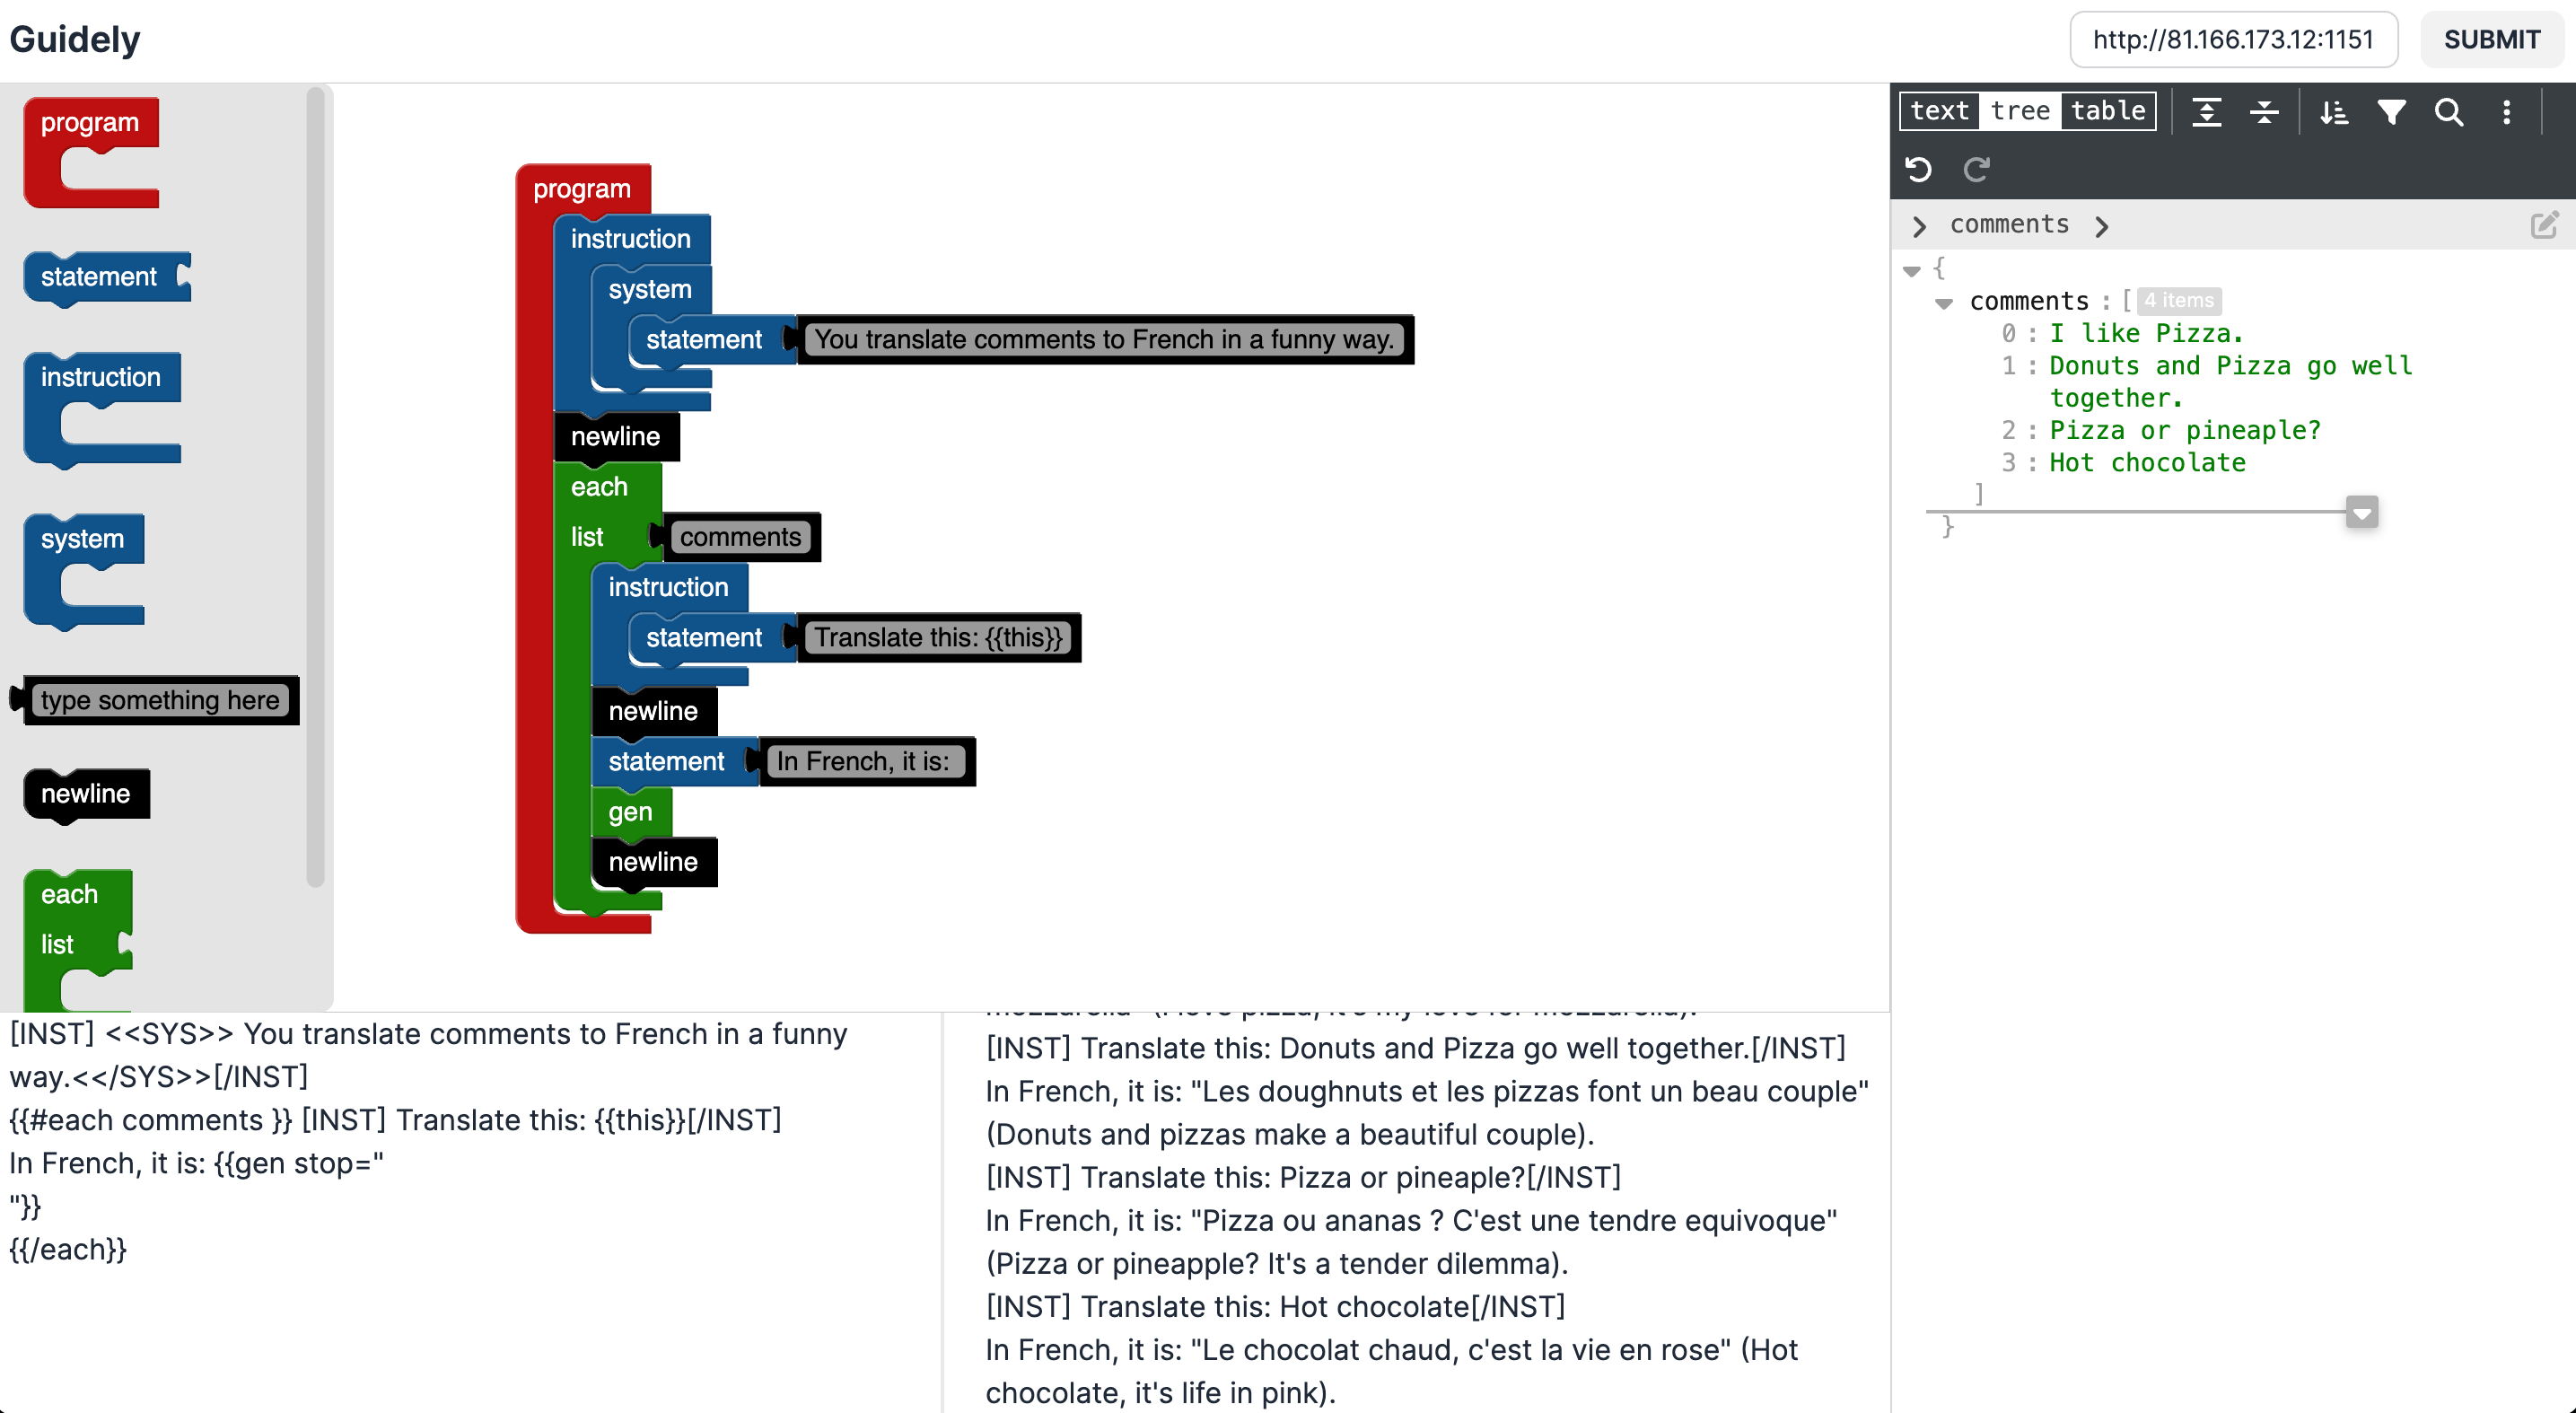 Guidely
http://81.166.173.12:1151
SUBMIT
program
statement
instruction
system
type something here
newline
each
list
program
instruction
system
statement You translate comments to French in a funny way.
newline
each
list comments
instruction
statement Translate this: {{this}}
newline
statement In French, it is:
gen
newline
text tree table
comments
{
comments : [ 4 items
0 : I like Pizza.
1 : Donuts and Pizza go well
together.
2 : Pizza or pineaple?
3 : Hot chocolate
]
}
[INST] <<SYS>> You translate comments to French in a funny
way.<</SYS>>[/INST]
{{#each comments }} [INST] Translate this: {{this}}[/INST]
In French, it is: {{gen stop="
"}}
{{/each}}
[INST] Translate this: Donuts and Pizza go well together.[/INST]
In French, it is: "Les doughnuts et les pizzas font un beau couple"
(Donuts and pizzas make a beautiful couple).
[INST] Translate this: Pizza or pineaple?[/INST]
In French, it is: "Pizza ou ananas ? C'est une tendre equivoque"
(Pizza or pineapple? It's a tender dilemma).
[INST] Translate this: Hot chocolate[/INST]
In French, it is: "Le chocolat chaud, c'est la vie en rose" (Hot
chocolate, it's life in pink).